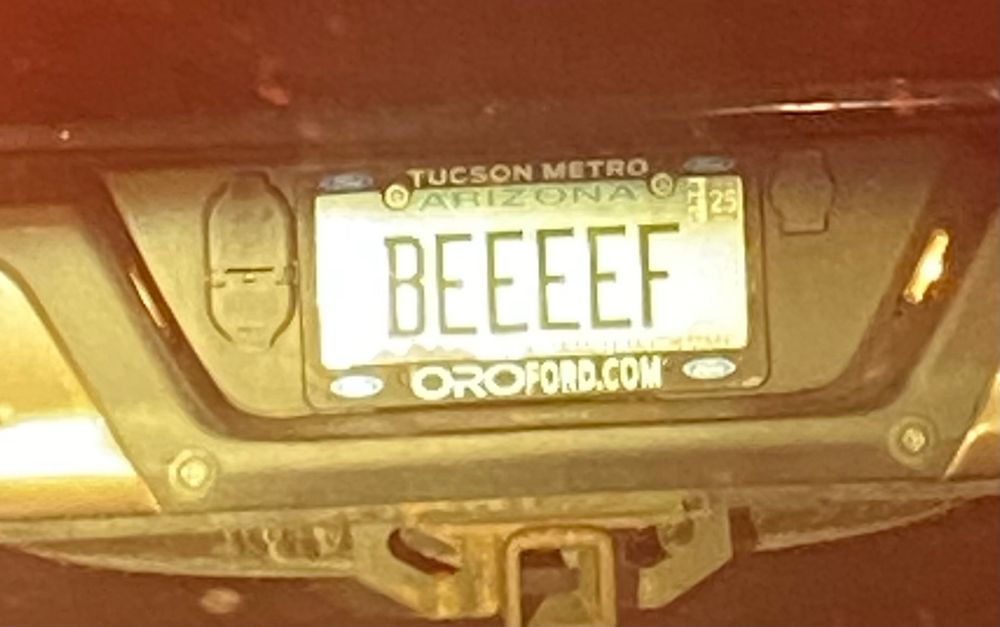 TUCSON METRO
ARIZONA
25
BEEEEF
OROFORD.COM